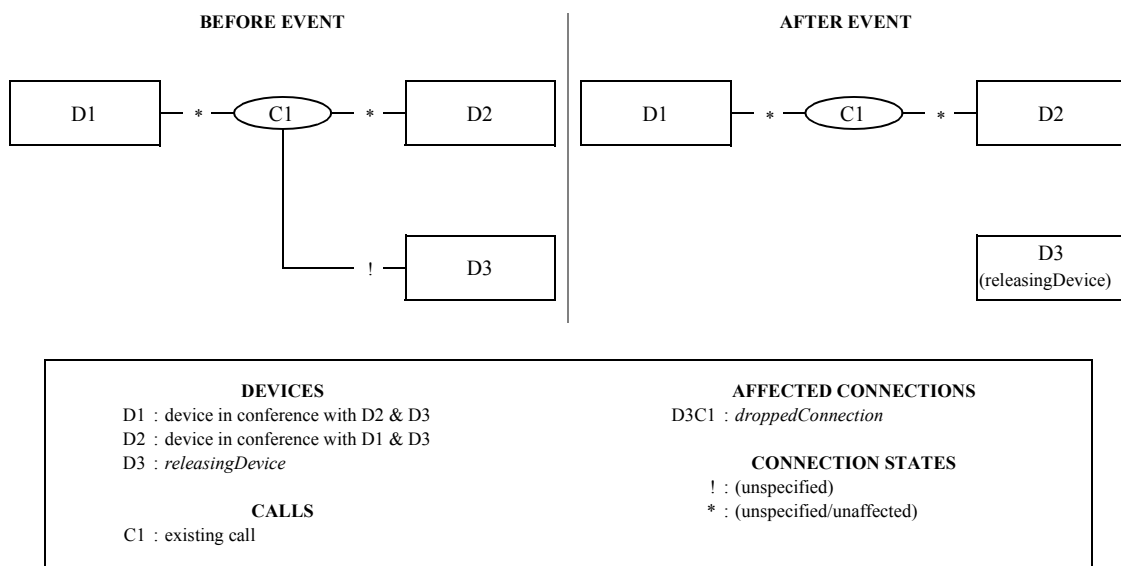 BEFORE EVENT
AFTER EVENT
D1 * C1 * D2
D1 * C1 * D2
! D3
D3
(releasingDevice)
DEVICES
D1 : device in conference with D2 & D3
D2 : device in conference with D1 & D3
D3 : releasingDevice
CALLS
C1 : existing call
AFFECTED CONNECTIONS
D3C1 : droppedConnection
CONNECTION STATES
! : (unspecified)
* : (unspecified/unaffected)